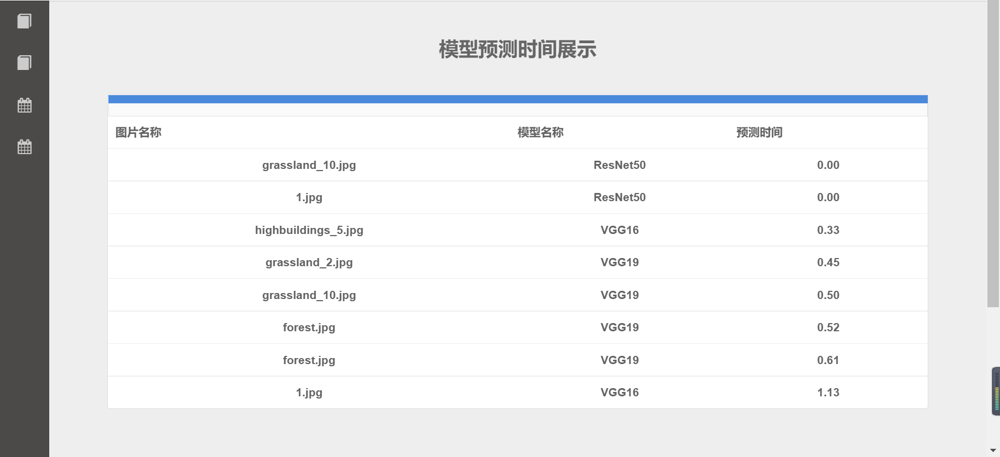 模型预测时间展示
图片名称 模型名称 预测时间
grassland_10.jpg ResNet50 0.00
1.jpg ResNet50 0.00
highbuildings_5.jpg VGG16 0.33
grassland_2.jpg VGG19 0.45
grassland_10.jpg VGG19 0.50
forest.jpg VGG19 0.52
forest.jpg VGG19 0.61
1.jpg VGG16 1.13